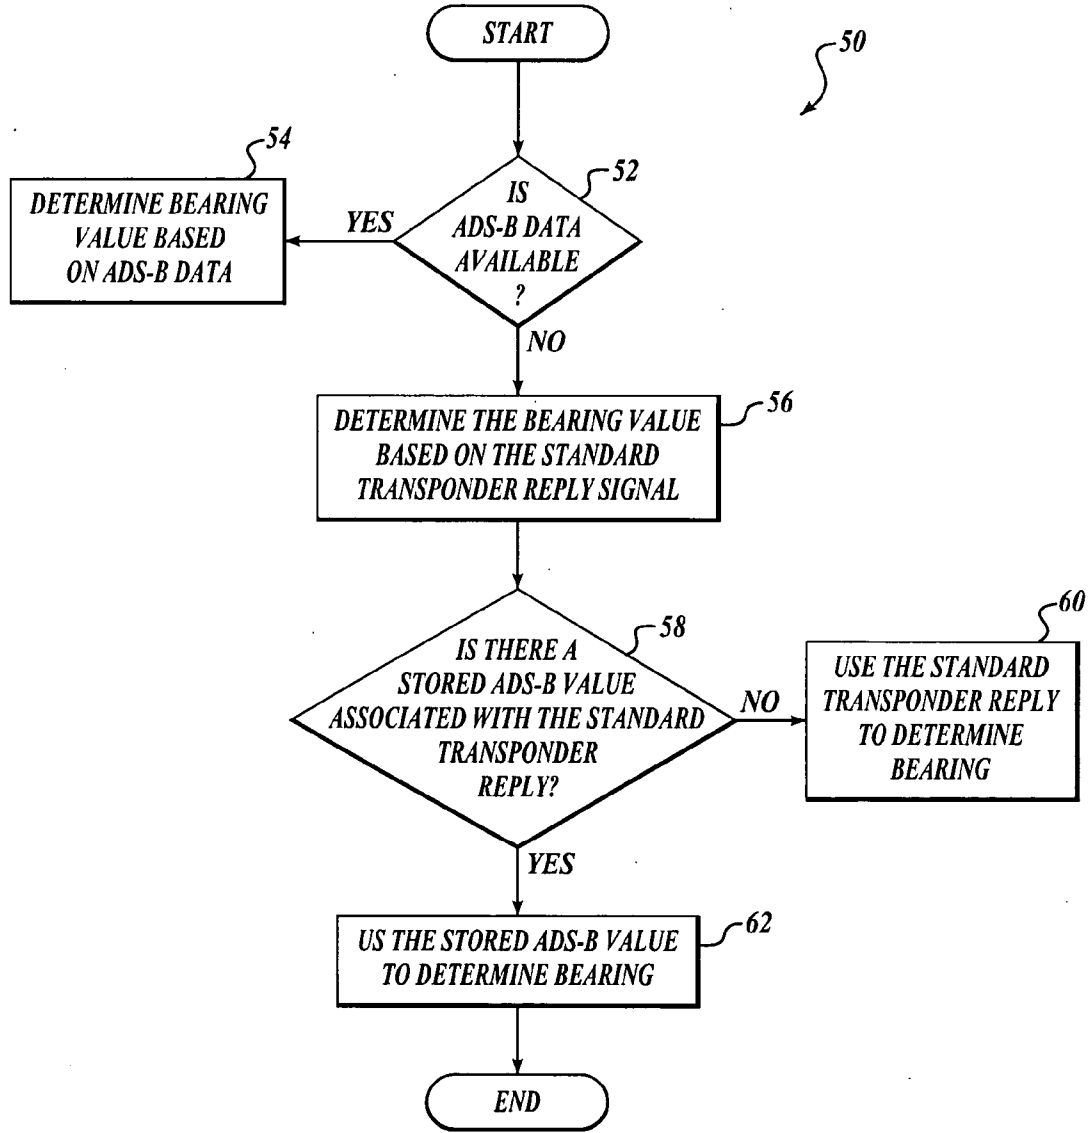 START
50
54
DETERMINE BEARING
VALUE BASED
ON ADS-B DATA
YES
52
IS
ADS-B DATA
AVAILABLE
?
NO
56
DETERMINE THE BEARING VALUE
BASED ON THE STANDARD
TRANSPONDER REPLY SIGNAL
58
IS THERE A
STORED ADS-B VALUE
ASSOCIATED WITH THE STANDARD
TRANSPONDER
REPLY?
NO
60
USE THE STANDARD
TRANSPONDER REPLY
TO DETERMINE
BEARING
YES
62
US THE STORED ADS-B VALUE
TO DETERMINE BEARING
END